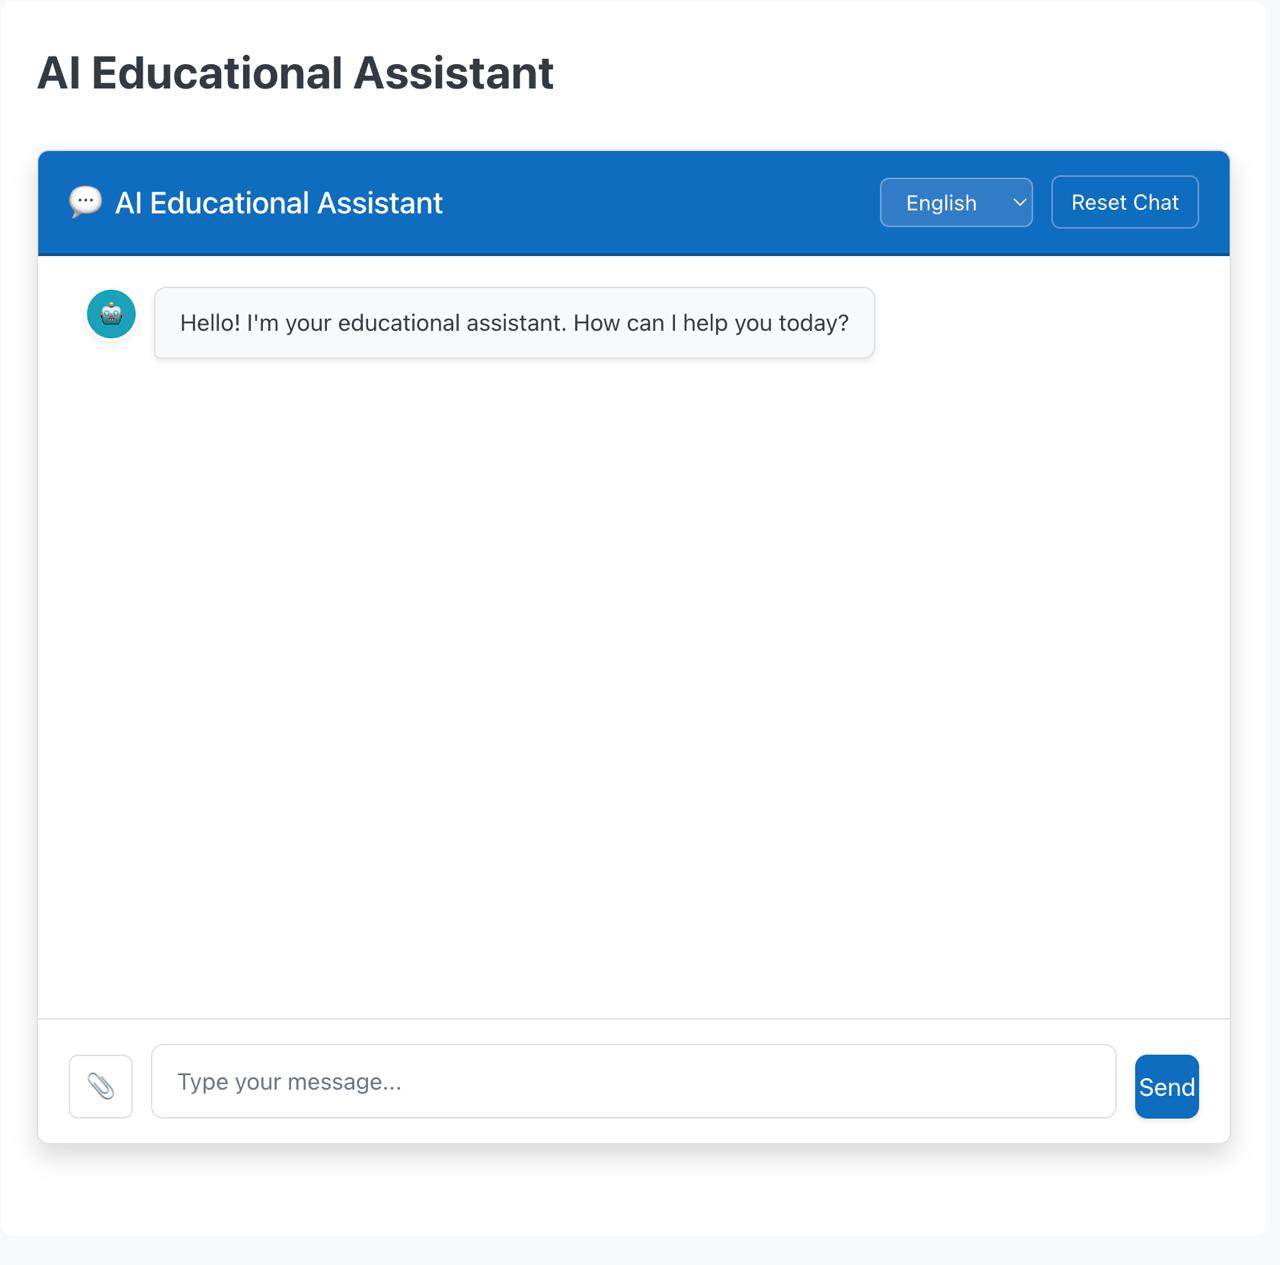 AI Educational Assistant
AI Educational Assistant
English
Reset Chat
Hello! I'm your educational assistant. How can I help you today?
Type your message...
Send